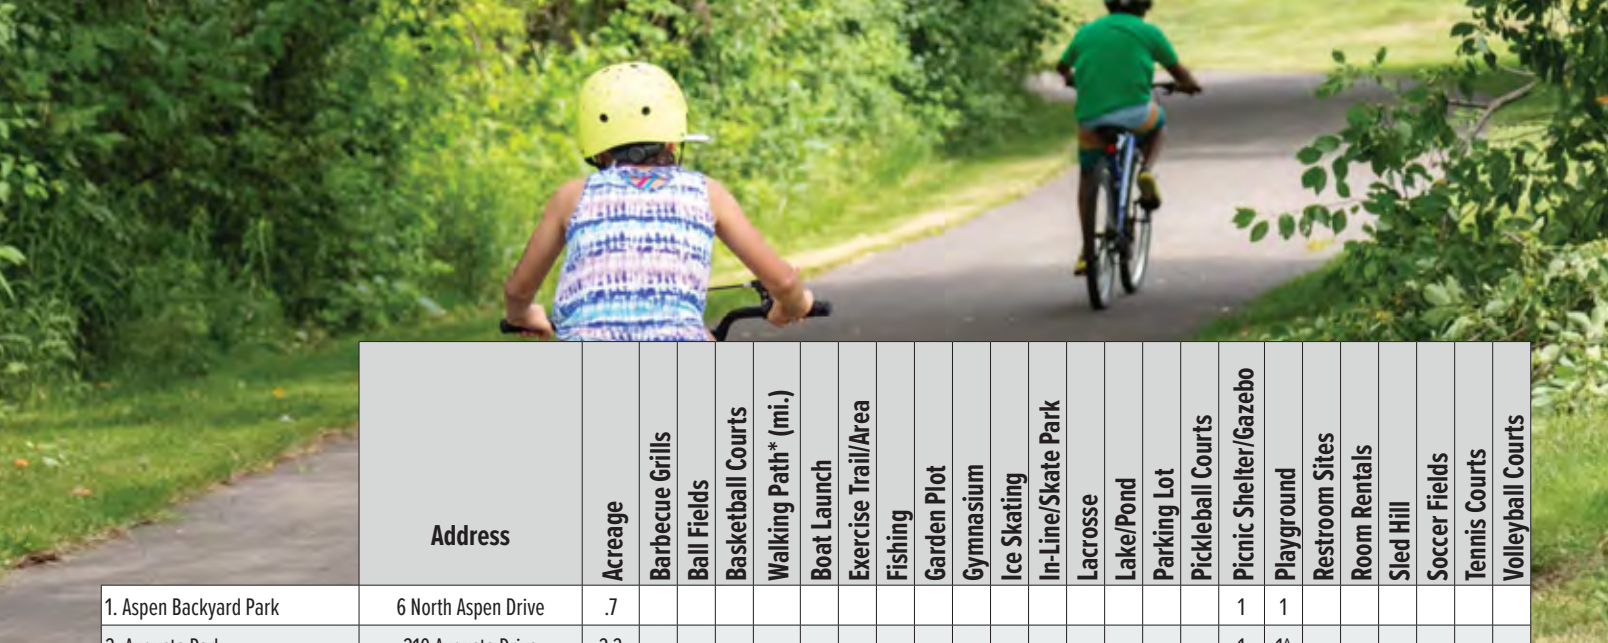 Address
Acreage
Barbecue Grills
Ball Fields
Basketball Courts
Walking Path* (mi.)
Boat Launch
Exercise Trail/Area
Fishing
Garden Plot
Gymnasium
Ice Skating
In-Line/Skate Park
Lacrosse
Lake/Pond
Parking Lot
Pickleball Courts
Picnic Shelter/Gazebo
Playground
Restroom Sites
Room Rentals
Sled Hill
Soccer Fields
Tennis Courts
Volleyball Courts
1. Aspen Backyard Park 6 North Aspen Drive .7 1 1